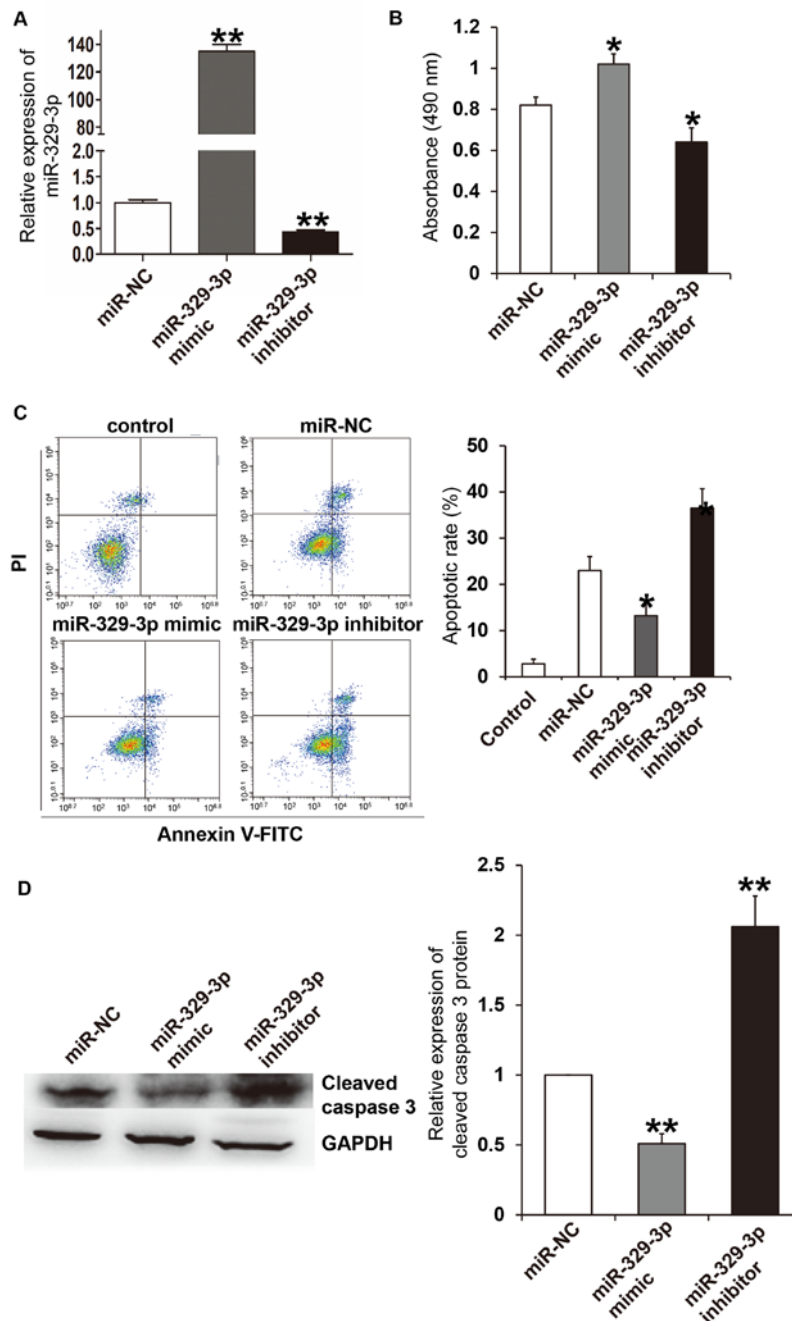 A
Relative expression of
miR-329-3p
140
120
100
80
2.0
1.5
1.0
0.5
0.0
**
**
miR-NC
miR-329-3p
mimic
miR-329-3p
inhibitor
B
Absorbance (490 nm)
1.2
1
0.8
0.6
0.4
0.2
0
*
*
miR-NC
miR-329-3p
mimic
miR-329-3p
inhibitor
C
control
miR-NC
miR-329-3p mimic
miR-329-3p inhibitor
PI
Annexin V-FITC
Apoptotic rate (%)
50
40
30
20
10
0
*
*
Control
miR-NC
miR-329-3p
mimic
miR-329-3p
inhibitor
D
miR-NC
miR-329-3p
mimic
miR-329-3p
inhibitor
Cleaved
caspase 3
GAPDH
Relative expression of
cleaved caspase 3 protein
2.5
2
1.5
1
0.5
0
**
**
miR-NC
miR-329-3p
mimic
miR-329-3p
inhibitor